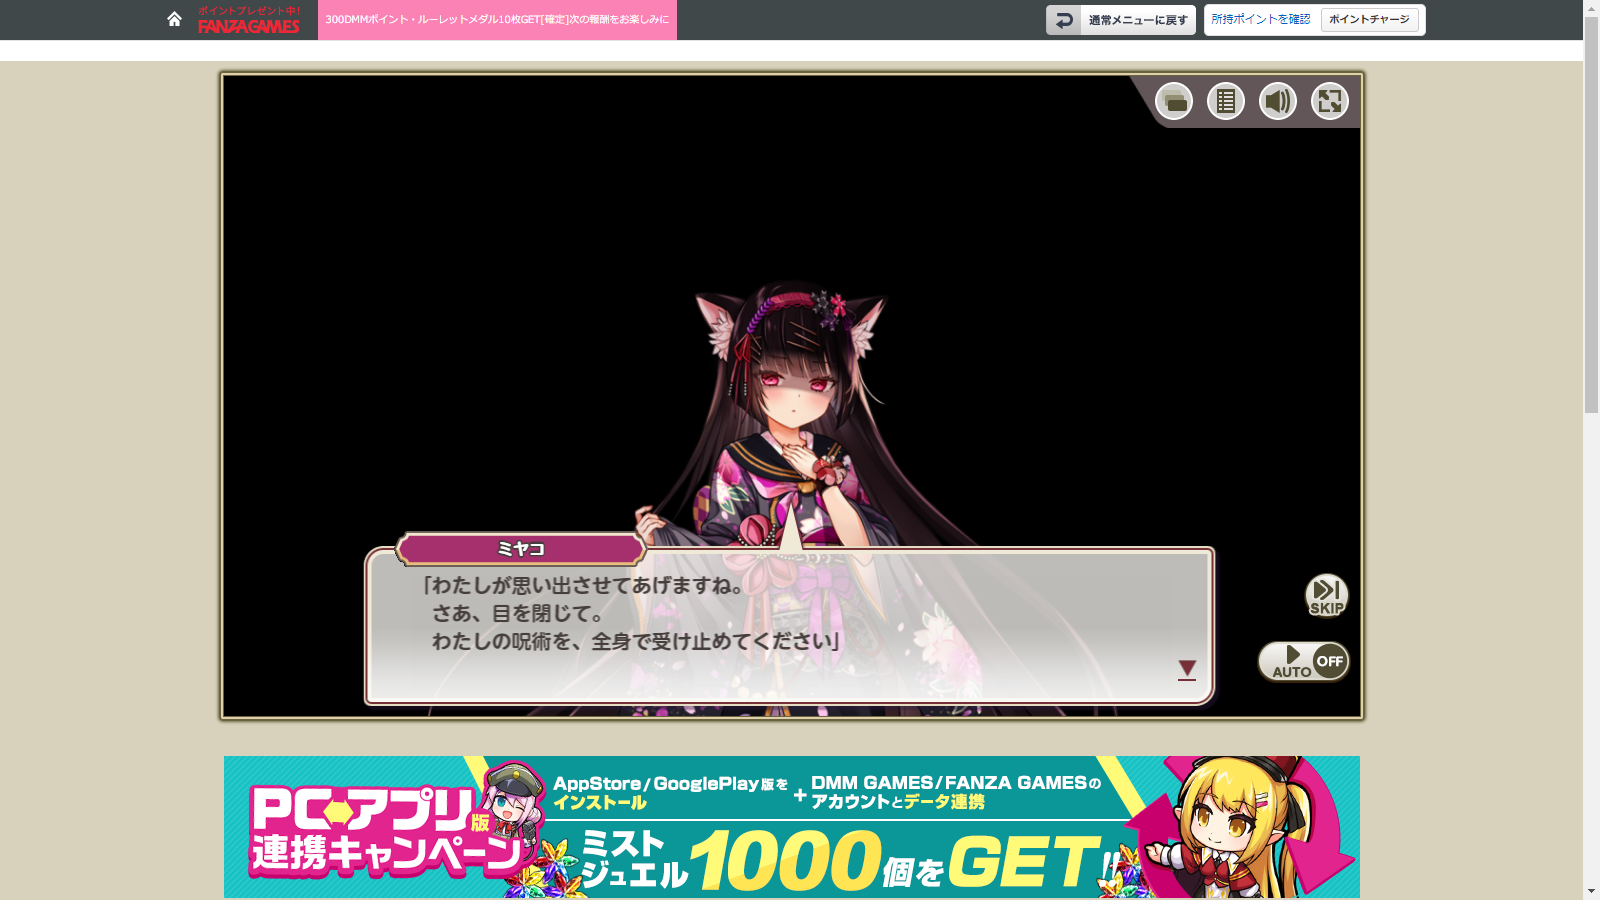 ポイントプレゼント中!
FANZAGAMES
300DMMポイント・ルーレットメダル10枚GET[確定]次の報酬をお楽しみに
通常メニューに戻す
所持ポイントを確認
ポイントチャージ
ミヤコ
「わたしが思い出させてあげますね。
さあ、目を閉じて。
わたしの呪術を、全身で受け止めてください」
SKIP
AUTO OFF
PC アプリ版
連携キャンペーン
AppStore/GooglePlay版を
インストール
+
DMM GAMES/FANZA GAMESの
アカウントとデータ連携
ミスト
ジュエル1000個をGET!!